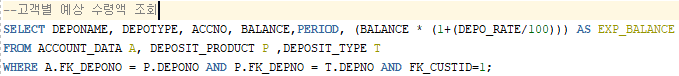 --고객별 예상 수령액 조회
SELECT DEPONAME, DEPOTYPE, ACCNO, BALANCE,PERIOD, (BALANCE * (1+(DEPO_RATE/100))) AS EXP_BALANCE
FROM ACCOUNT_DATA A, DEPOSIT_PRODUCT P ,DEPOSIT_TYPE T
WHERE A.FK_DEPONO = P.DEPONO AND P.FK_DEPNO = T.DEPNO AND FK_CUSTID=1;